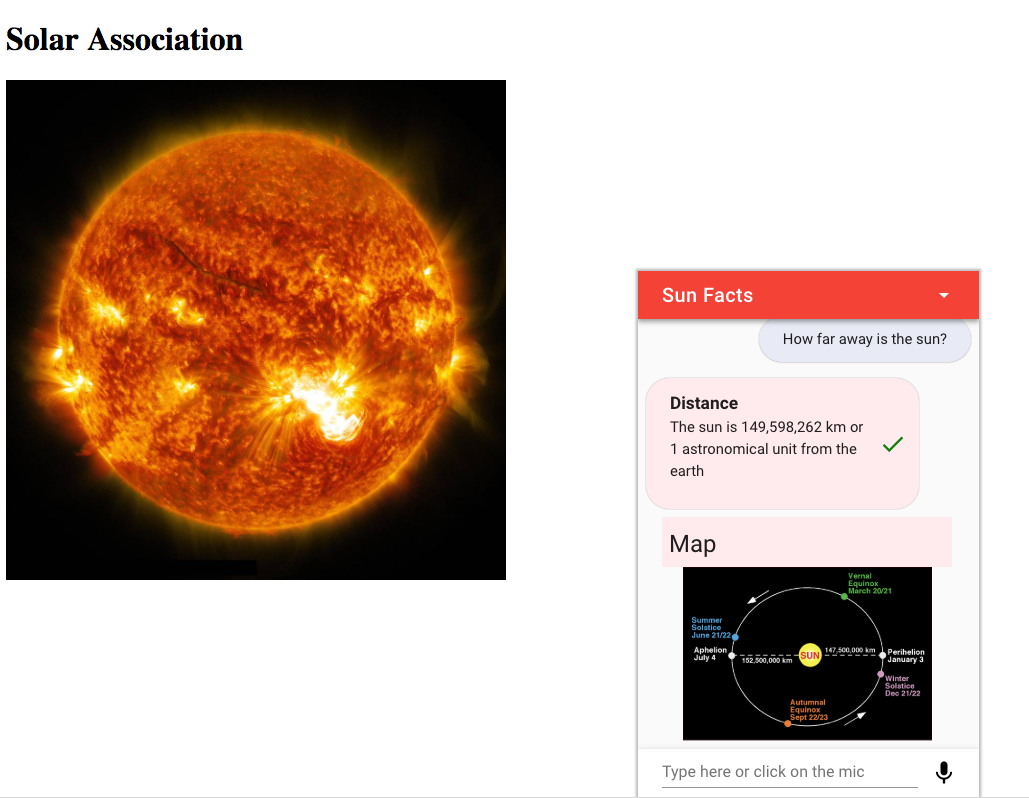 Solar Association
Sun Facts
How far away is the sun?
Distance
The sun is 149,598,262 km or
1 astronomical unit from the
earth
Map
Vernal
Equinox
March 20/21
Summer
Solstice
June 21/22
Aphelion
July 4
152,500,000 km
SUN
147,500,000 km
Perihelion
January 3
Winter
Solstice
Dec 21/22
Autumnal
Equinox
Sept 22/23
Type here or click on the mic